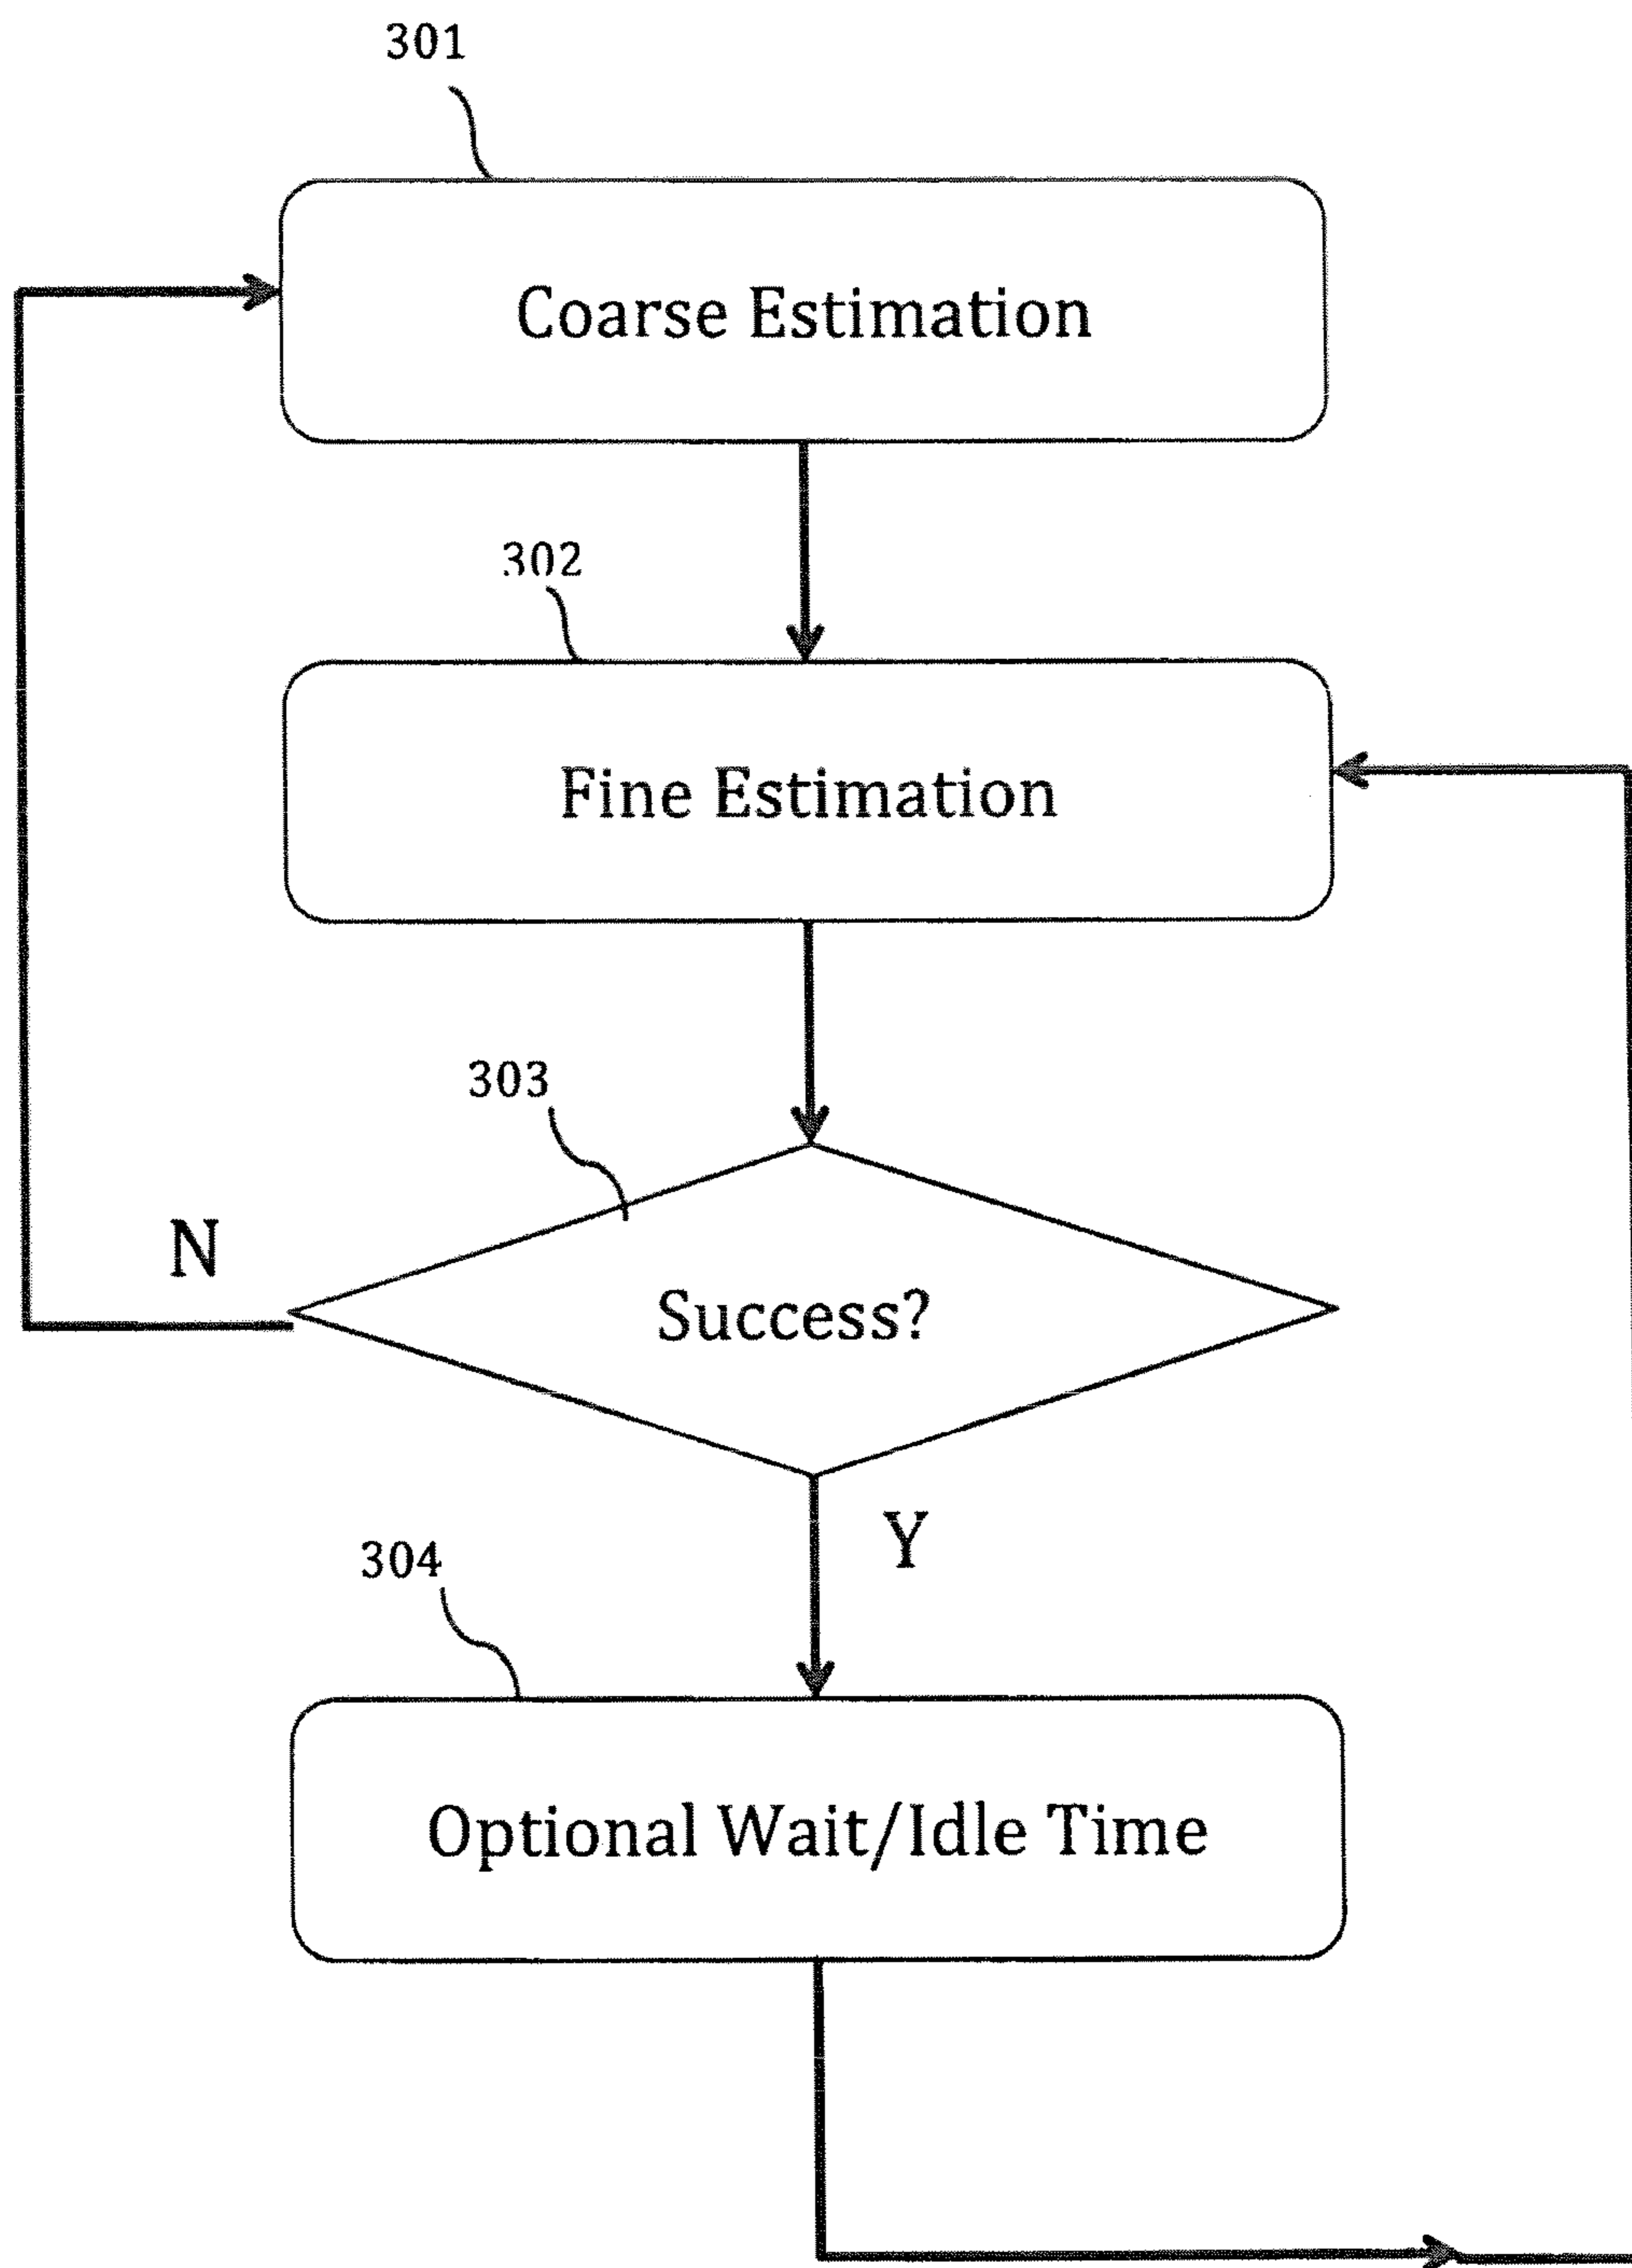 301
Coarse Estimation
302
Fine Estimation
303
N
Success?
Y
304
Optional Wait/Idle Time